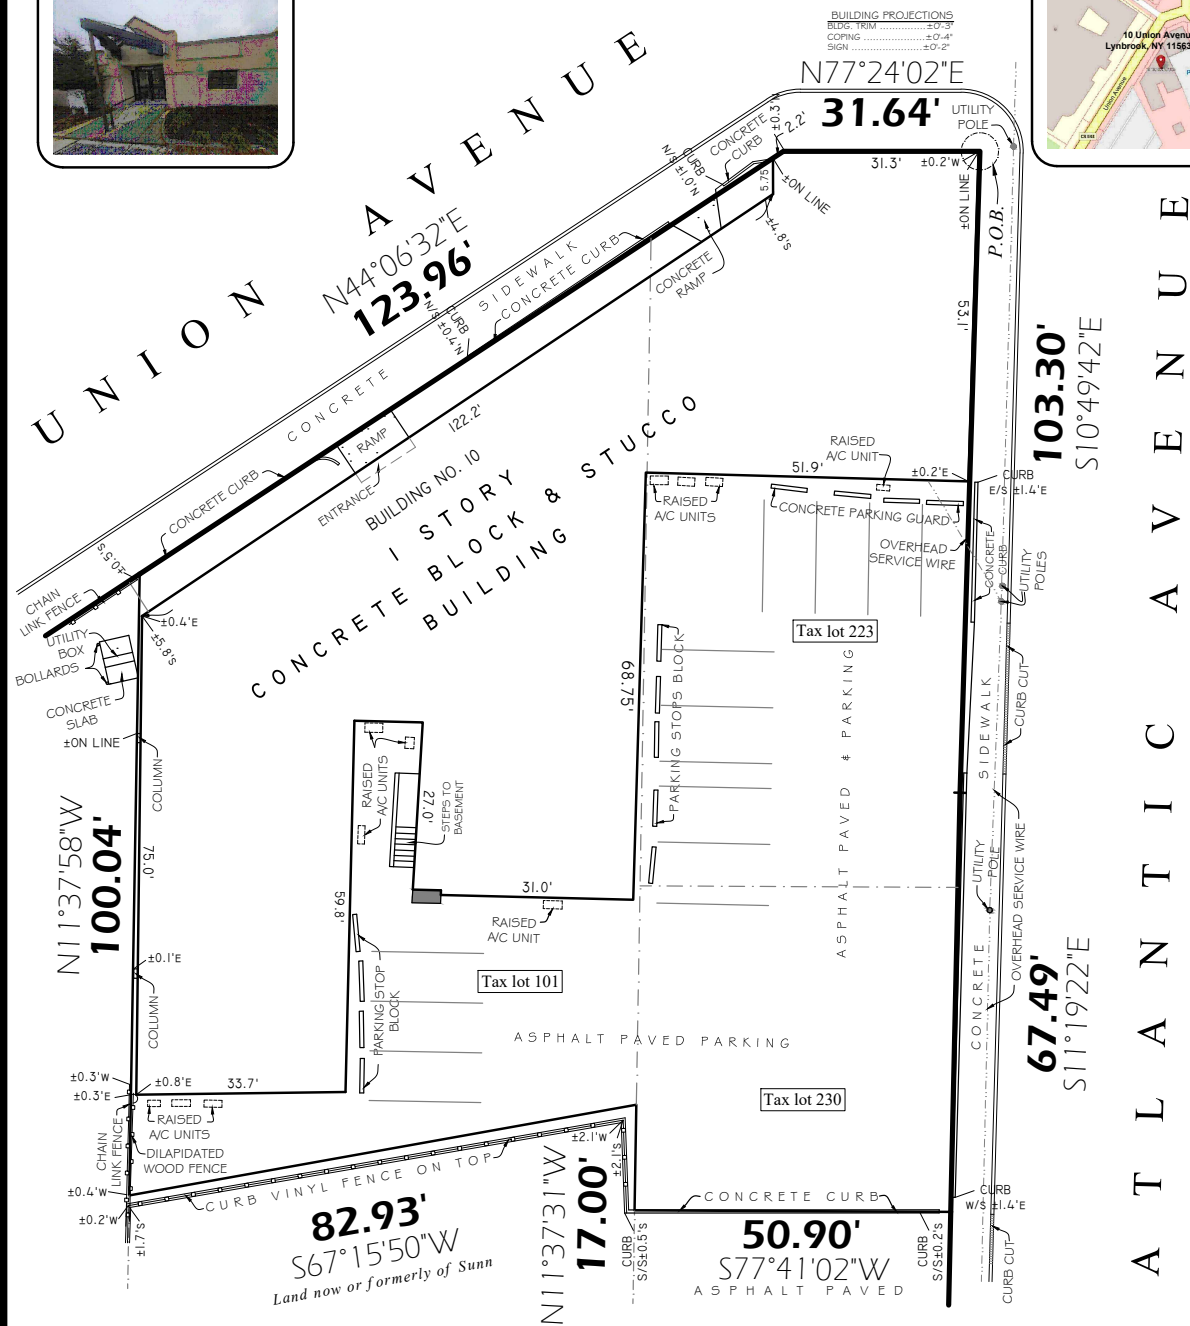 BUILDING PROJECTIONS
BLDG. TRIM ................ ±0'-3"
COPING ..................... ±0'-4"
SIGN .......................... ±0'-2"
10 Union Avenue
Lynbrook, NY 11563
Union Avenue
UNION AVENUE
N77°24'02"E
31.64'
UTILITY
POLE
31.3'
±0.2'W
±ON LINE
P.O.B.
±0.3'N
2.2'
CONCRETE
CURB
CURB
N/S ±1.0'N
5.75'
±ON LINE
±4.8'S
CONCRETE
RAMP
N44°06'32"E
123.96'
CONCRETE SIDEWALK
CONCRETE CURB
CURB
N/S ±0.4'N
53.1'
103.30'
S10°49'42"E
ATLANTIC AVENUE
CONCRETE CURB
RAMP
ENTRANCE
122.2'
BUILDING NO. 10
1 STORY
CONCRETE BLOCK & STUCCO
BUILDING
±0.5'S
CHAIN
LINK FENCE
±0.4'E
±5.8'S
UTILITY
BOX
BOLLARDS
CONCRETE
SLAB
±ON LINE
COLUMN
RAISED
A/C UNIT
51.9'
±0.2'E
CURB
E/S ±1.4'E
RAISED
A/C UNITS
CONCRETE PARKING GUARD
OVERHEAD
SERVICE WIRE
CONCRETE
CURB
UTILITY
POLES
Tax lot 223
68.75'
PARKING STOPS BLOCK
ASPHALT PAVED & PARKING
CONCRETE SIDEWALK
CURB CUT
UTILITY
POLE
OVERHEAD SERVICE WIRE
N11°37'58"W
100.04'
75.0'
±0.1'E
COLUMN
RAISED
A/C UNITS
27.0'
STEPS TO
BASEMENT
59.8'
31.0'
RAISED
A/C UNIT
PARKING STOP
BLOCK
Tax lot 101
ASPHALT PAVED PARKING
Tax lot 230
67.49'
S11°19'22"E
±0.3'W
±0.3'E
±0.8'E
33.7'
RAISED
A/C UNITS
CHAIN
LINK FENCE
DILAPIDATED
WOOD FENCE
±0.4'W
±0.2'W
±1.7'S
CURB VINYL FENCE ON TOP
±2.1'W
±2.1'S
82.93'
S67°15'50"W
Land now or formerly of Sunn
N11°37'31"W
17.00'
CURB
S/S±0.5'S
CONCRETE CURB
50.90'
S77°41'02"W
ASPHALT PAVED
CURB
S/S±0.2'S
CURB
W/S ±1.4'E
CURB CUT